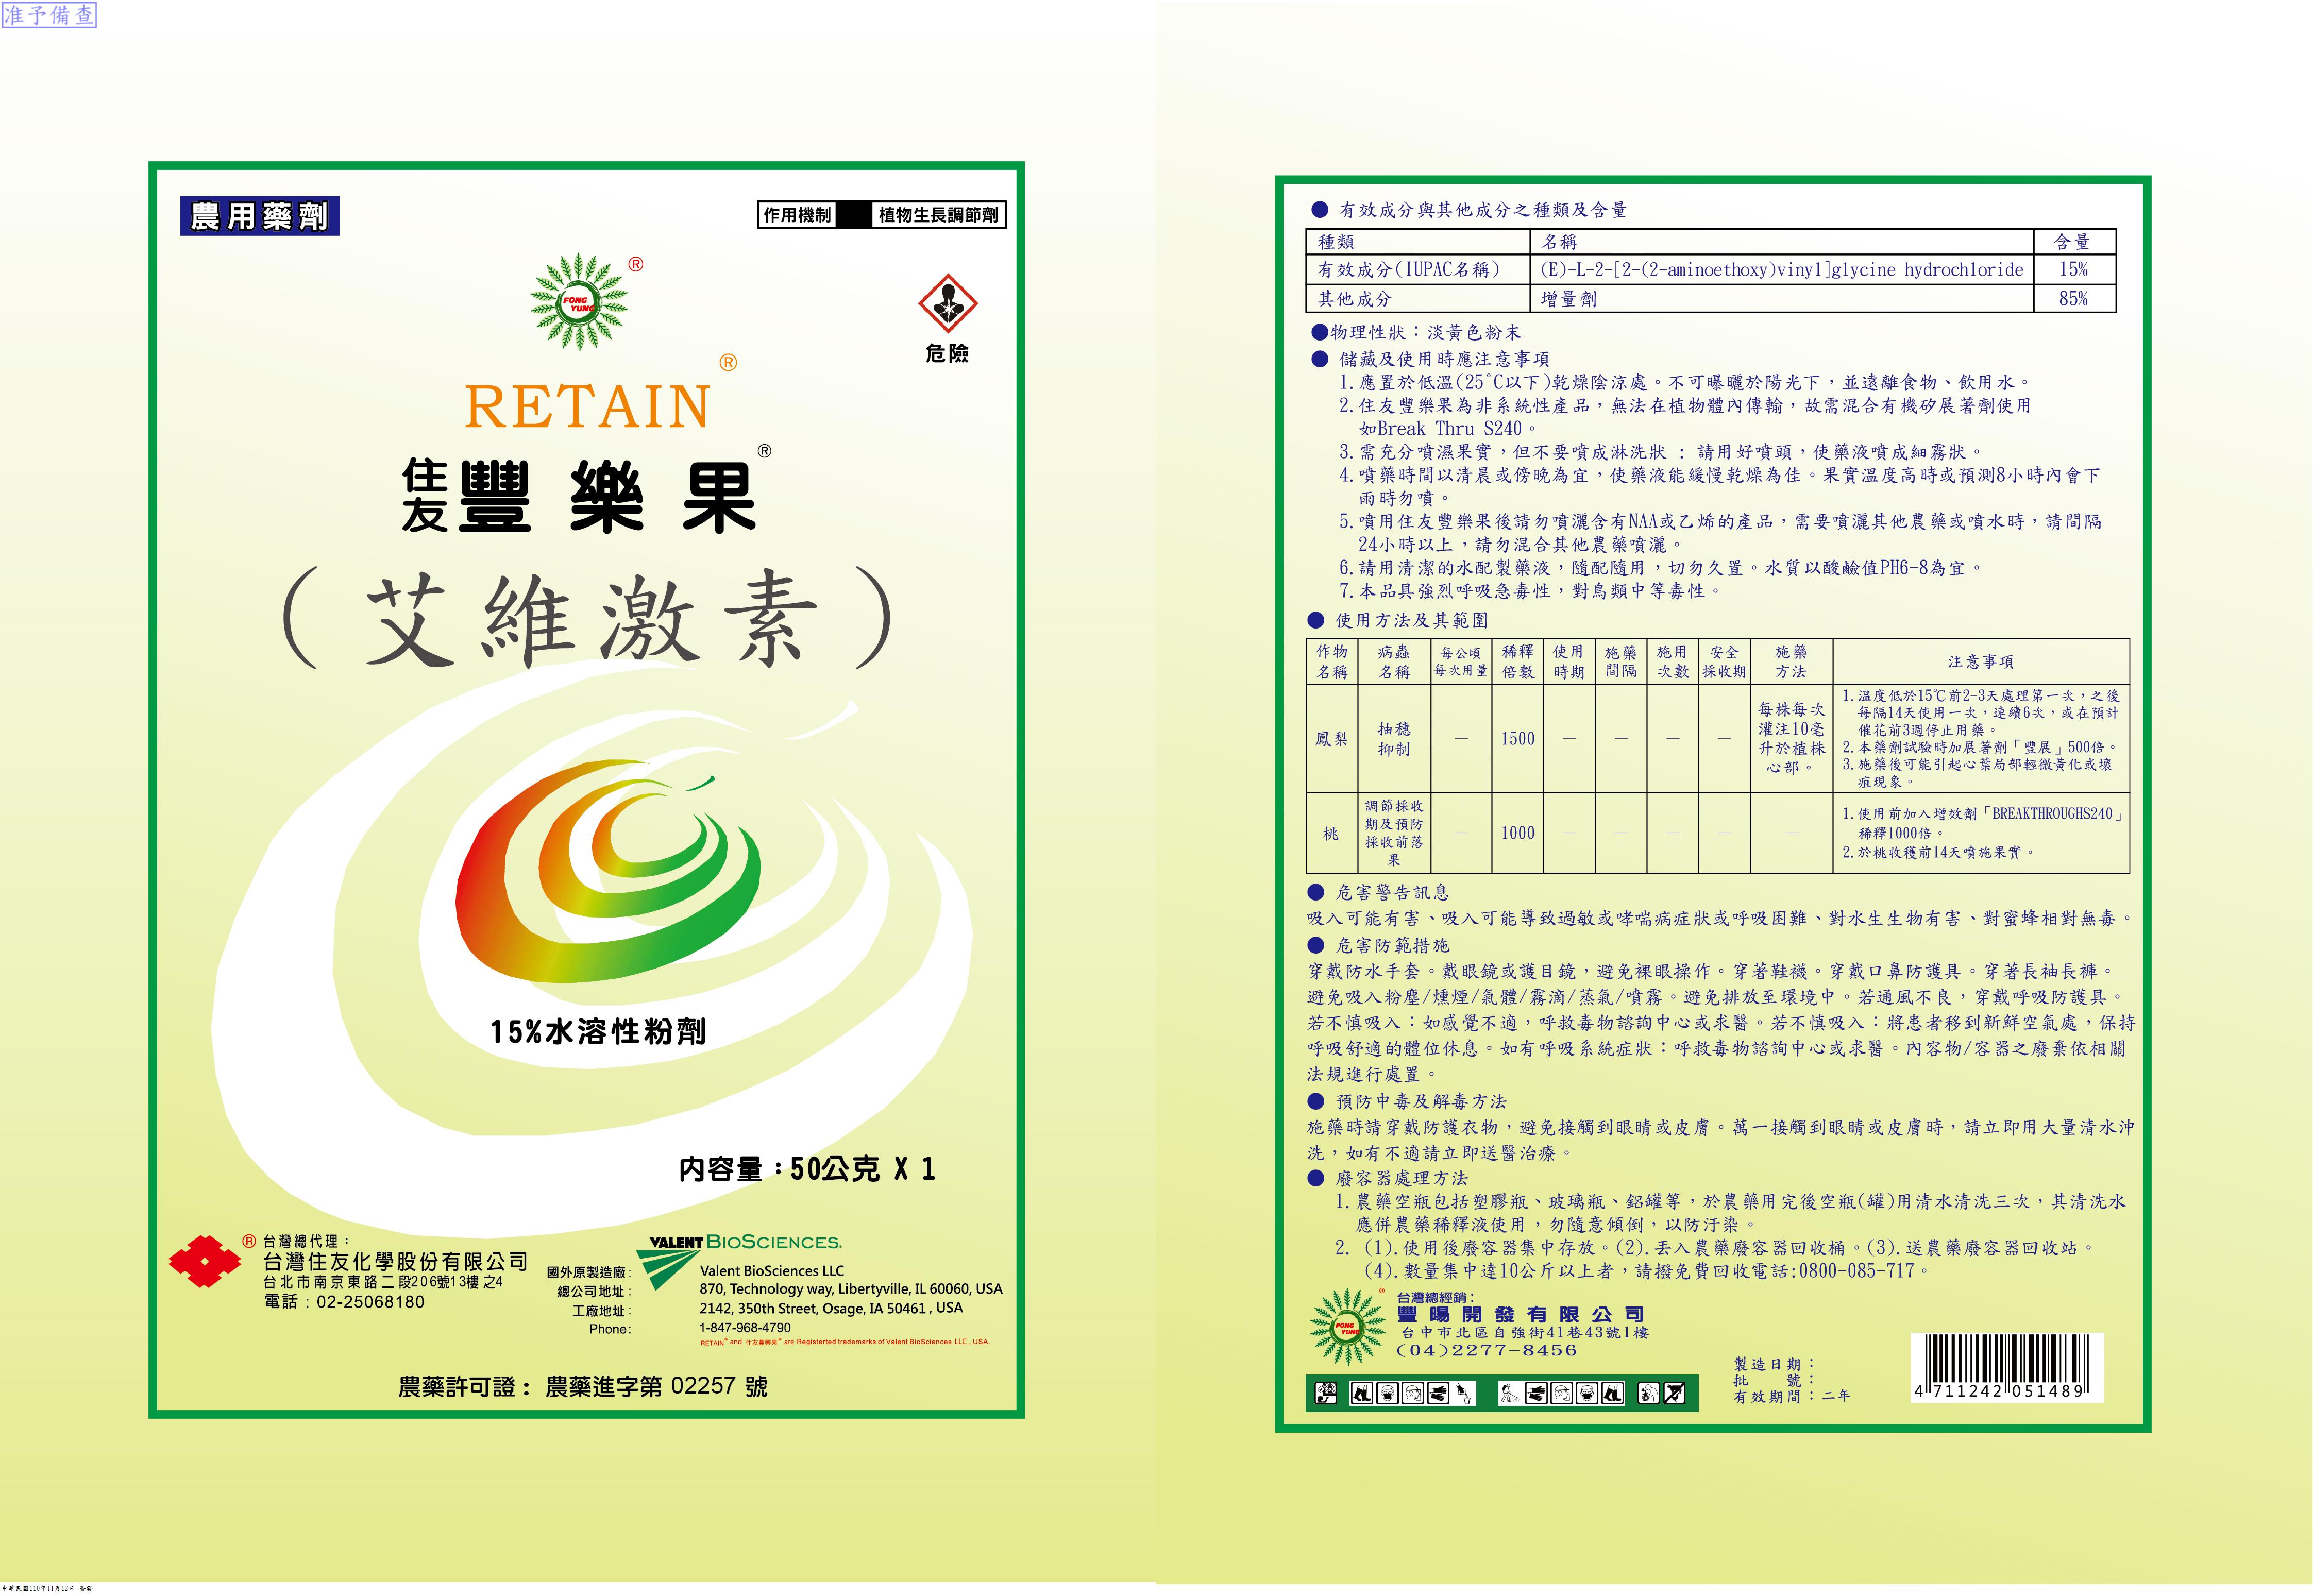 准予備查
農用藥劑
作用機制 植物生長調節劑
®
FONG
YUNG
危險
®
RETAIN
®
住友 豐樂果
(艾維激素)
15%水溶性粉劑
內容量:50公克 X 1
® 台灣總代理:
台灣住友化學股份有限公司
台北市南京東路二段206號13樓之4
電話:02-25068180
VALENT BIOSCIENCES.
國外原製造廠: Valent BioSciences LLC
總公司地址: 870, Technology way, Libertyville, IL 60060, USA
工廠地址: 2142, 350th Street, Osage, IA 50461 , USA
Phone: 1-847-968-4790
RETAIN® and 住友豐樂果® are Registerted trademarks of Valent BioSciences LLC , USA.
農藥許可證: 農藥進字第 02257 號
中華民國110年11月12日 簽發
● 有效成分與其他成分之種類及含量
種類 名稱 含量
有效成分(IUPAC名稱) (E)-L-2-[2-(2-aminoethoxy)vinyl]glycine hydrochloride 15%
其他成分 增量劑 85%
●物理性狀:淡黃色粉末
● 儲藏及使用時應注意事項
1.應置於低溫(25°C以下)乾燥陰涼處。不可曝曬於陽光下,並遠離食物、飲用水。
2.住友豐樂果為非系統性產品,無法在植物體內傳輸,故需混合有機矽展著劑使用
如Break Thru S240。
3.需充分噴濕果實,但不要噴成淋洗狀 : 請用好噴頭,使藥液噴成細霧狀。
4.噴藥時間以清晨或傍晚為宜,使藥液能緩慢乾燥為佳。果實溫度高時或預測8小時內會下
雨時勿噴。
5.噴用住友豐樂果後請勿噴灑含有NAA或乙烯的產品,需要噴灑其他農藥或噴水時,請間隔
24小時以上,請勿混合其他農藥噴灑。
6.請用清潔的水配製藥液,隨配隨用,切勿久置。水質以酸鹼值PH6-8為宜。
7.本品具強烈呼吸急毒性,對鳥類中等毒性。
● 使用方法及其範圍
作物名稱 病蟲名稱 每公頃每次用量 稀釋倍數 使用時期 施藥間隔 施用次數 安全採收期 施藥方法 注意事項
鳳梨 抽穗抑制 — 1500 — — — — 每株每次灌注10毫升於植株心部。
1.溫度低於15℃前2-3天處理第一次,之後
每隔14天使用一次,連續6次,或在預計
催花前3週停止用藥。
2.本藥劑試驗時加展著劑「豐展」500倍。
3.施藥後可能引起心葉局部輕微黃化或壞
疽現象。
桃 調節採收期及預防採收前落果 — 1000 — — — — —
1.使用前加入增效劑「BREAKTHROUGHS240」
稀釋1000倍。
2.於桃收穫前14天噴施果實。
● 危害警告訊息
吸入可能有害、吸入可能導致過敏或哮喘病症狀或呼吸困難、對水生生物有害、對蜜蜂相對無毒。
● 危害防範措施
穿戴防水手套。戴眼鏡或護目鏡,避免裸眼操作。穿著鞋襪。穿戴口鼻防護具。穿著長袖長褲。
避免吸入粉塵/燻煙/氣體/霧滴/蒸氣/噴霧。避免排放至環境中。若通風不良,穿戴呼吸防護具。
若不慎吸入:如感覺不適,呼救毒物諮詢中心或求醫。若不慎吸入:將患者移到新鮮空氣處,保持
呼吸舒適的體位休息。如有呼吸系統症狀:呼救毒物諮詢中心或求醫。內容物/容器之廢棄依相關
法規進行處置。
● 預防中毒及解毒方法
施藥時請穿戴防護衣物,避免接觸到眼睛或皮膚。萬一接觸到眼睛或皮膚時,請立即用大量清水沖
洗,如有不適請立即送醫治療。
● 廢容器處理方法
1.農藥空瓶包括塑膠瓶、玻璃瓶、鋁罐等,於農藥用完後空瓶(罐)用清水清洗三次,其清洗水
應併農藥稀釋液使用,勿隨意傾倒,以防汙染。
2. (1).使用後廢容器集中存放。(2).丟入農藥廢容器回收桶。(3).送農藥廢容器回收站。
(4).數量集中達10公斤以上者,請撥免費回收電話:0800-085-717。
®
FONG
YUNG
台灣總經銷:
豐暘開發有限公司
台中市北區自強街41巷43號1樓
(04)2277-8456
製造日期:
批 號:
有效期間:二年
4 711242 051489